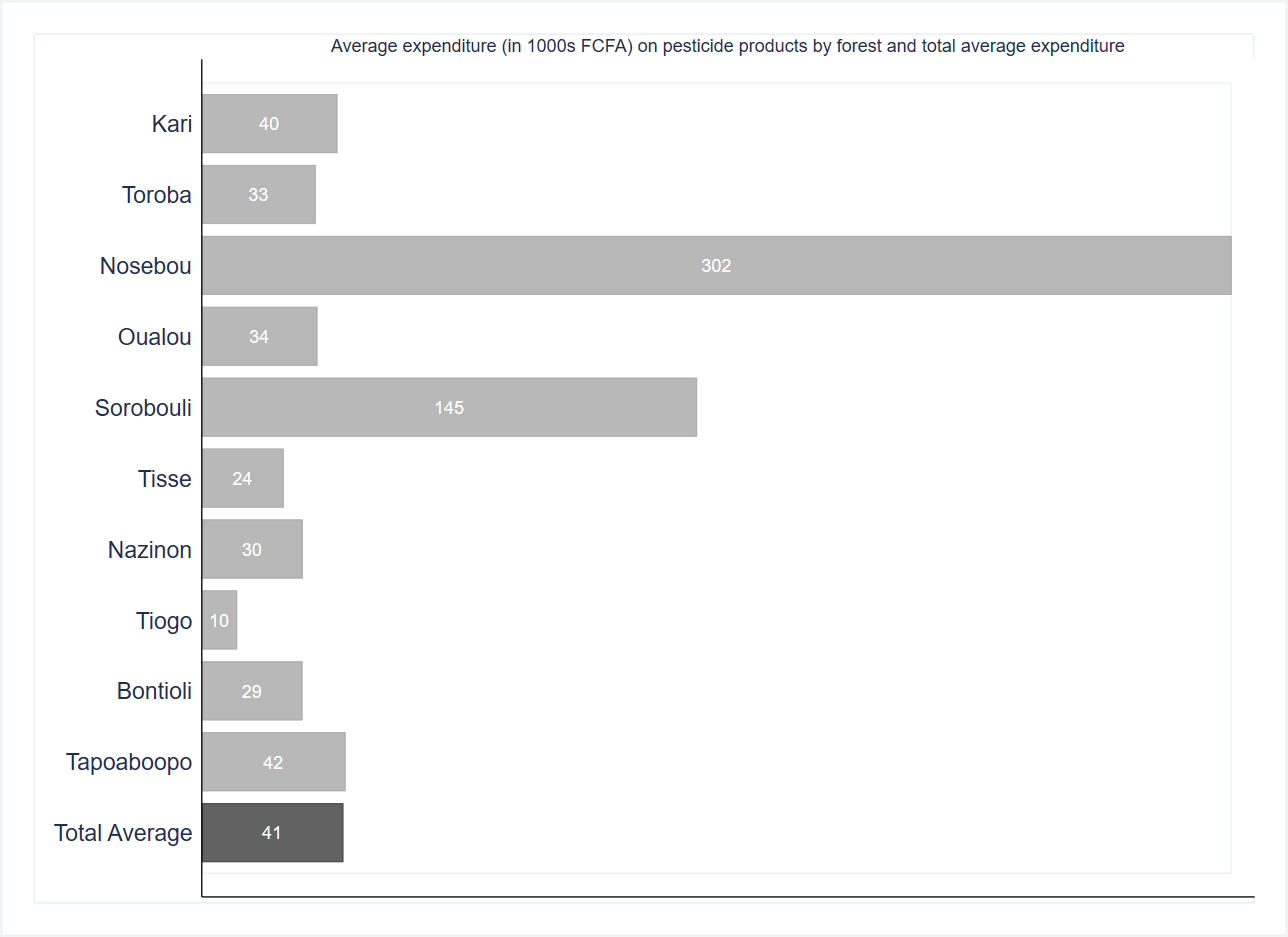 Average expenditure (in 1000s FCFA) on pesticide products by forest and total average expenditure
Kari 40
Toroba 33
Nosebou 302
Oualou 34
Sorobouli 145
Tisse 24
Nazinon 30
Tiogo 10
Bontioli 29
Tapoaboopo 42
Total Average 41